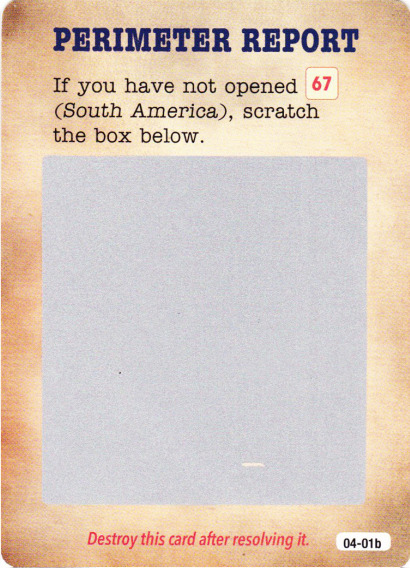 PERIMETER REPORT
If you have not opened 67
(South America), scratch
the box below.
Destroy this card after resolving it.
04-01b